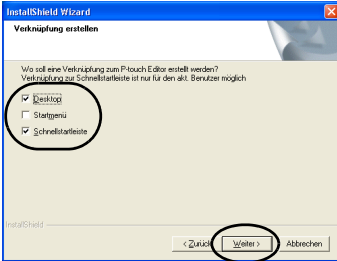 InstallShield Wizard
Verknüpfung erstellen
Wo soll eine Verknüpfung zum P-touch Editor erstellt werden?
Verknüpfung zur Schnellstartleiste ist nur für den akt. Benutzer möglich
Desktop
Startmenü
Schnellstartleiste
InstallShield
< Zurück Weiter > Abbrechen